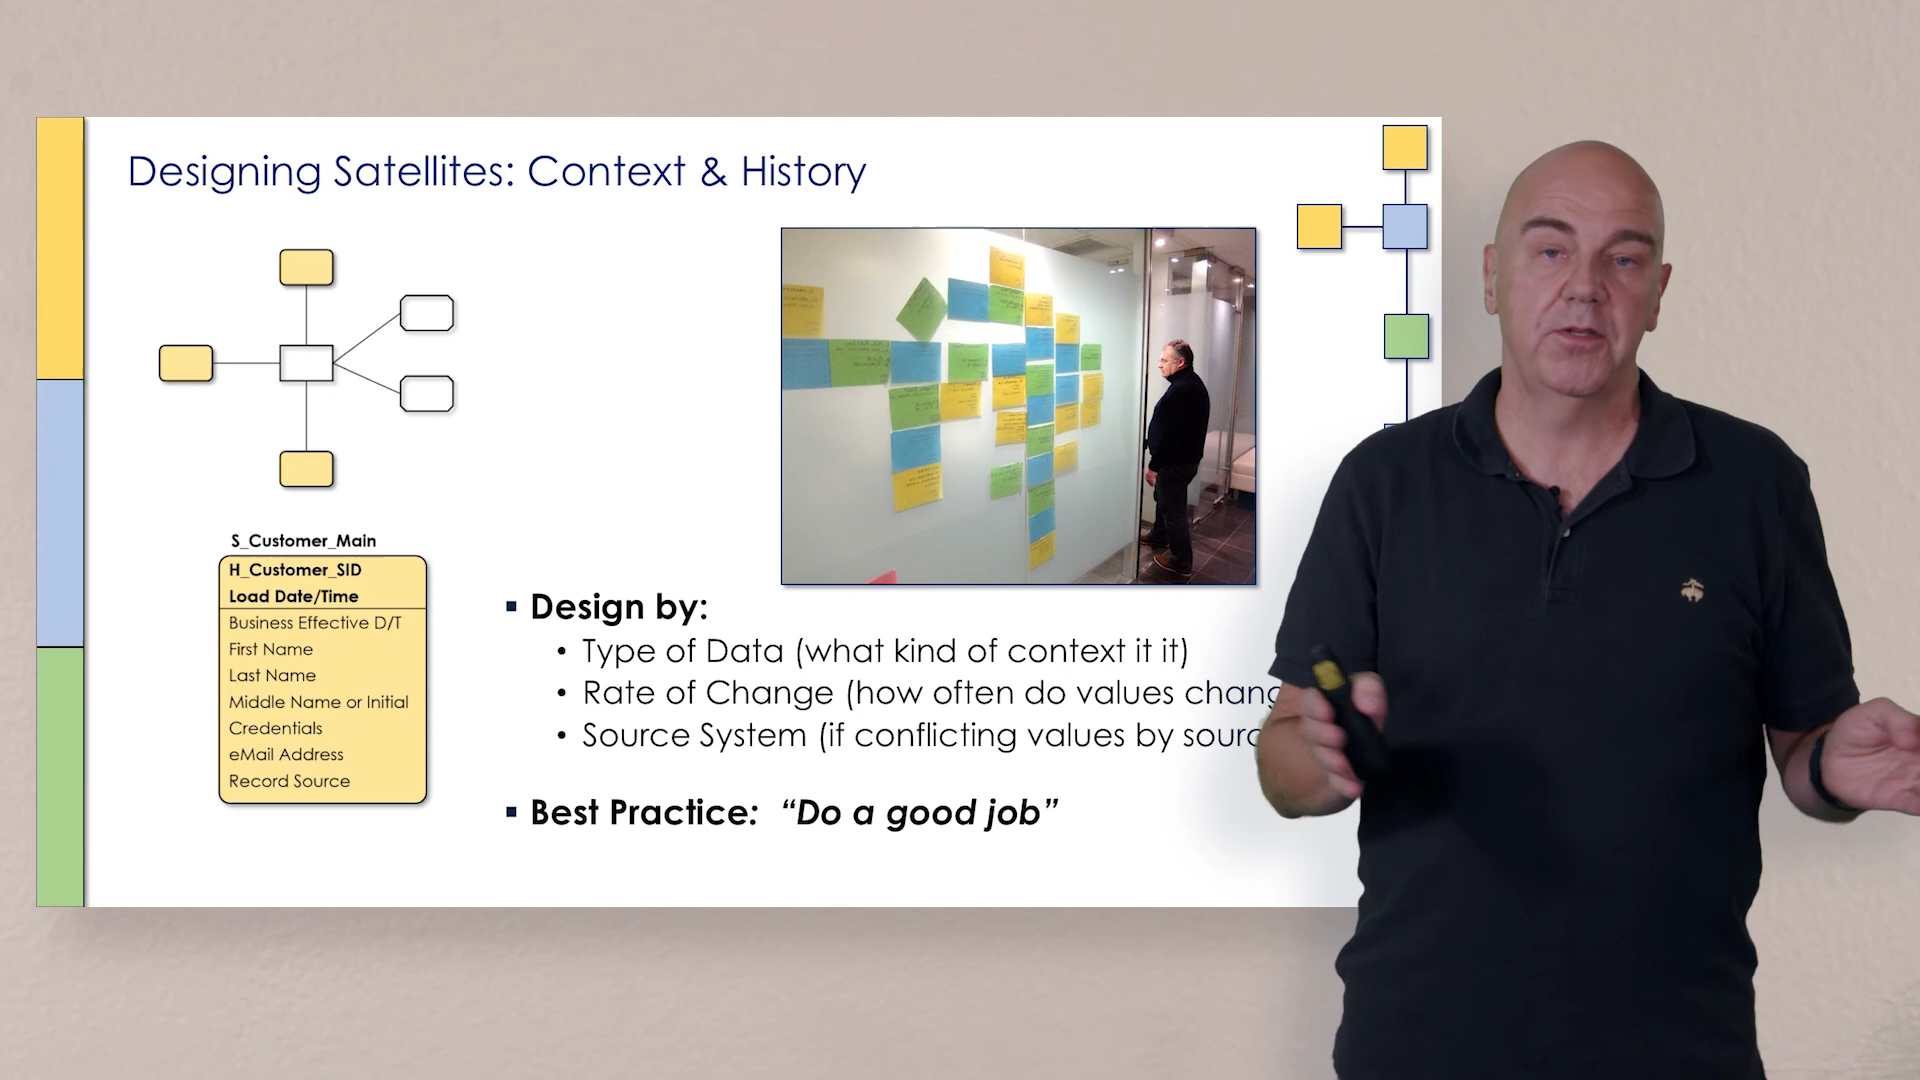 Designing Satellites: Context & History
S_Customer_Main
H_Customer_SID
Load Date/Time
Business Effective D/T
First Name
Last Name
Middle Name or Initial
Credentials
eMail Address
Record Source
▪ Design by:
• Type of Data (what kind of context it it)
• Rate of Change (how often do values chang
• Source System (if conflicting values by sourc
▪ Best Practice: “Do a good job”